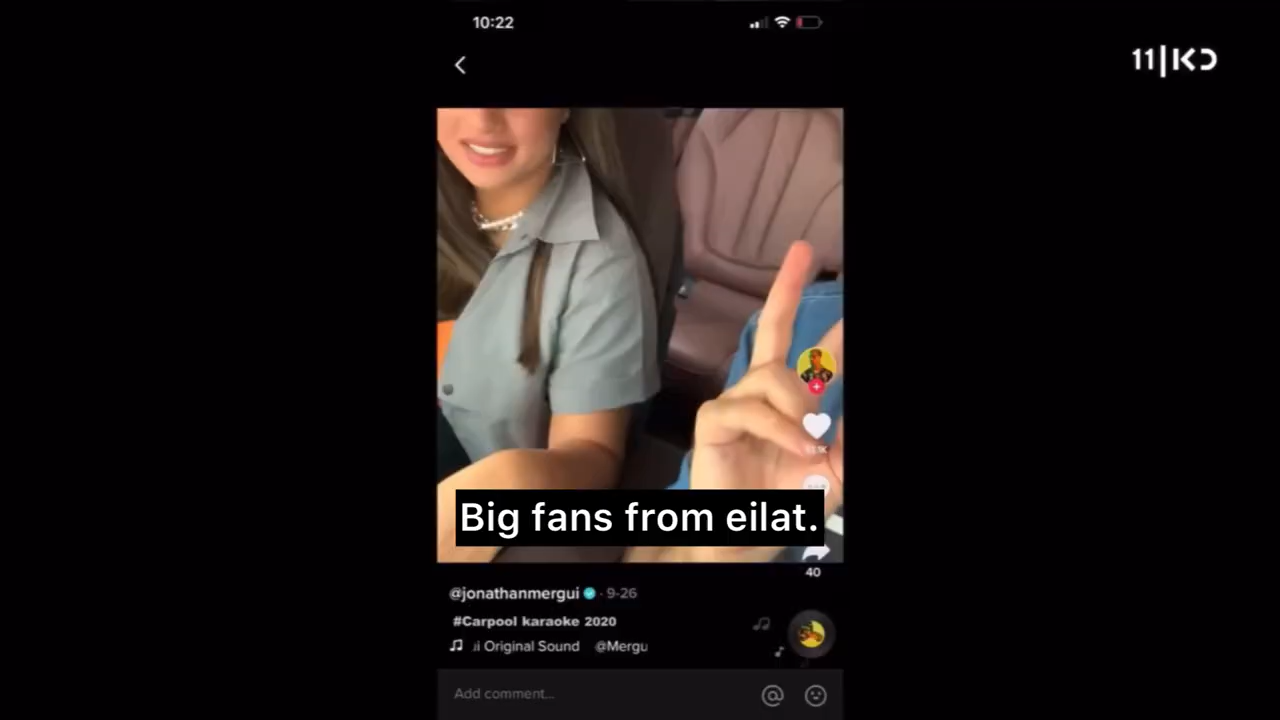 10:22
כאן|11
Big fans from eilat.
40
@jonathanmergui · 9-26
#Carpool karaoke 2020
ji Original Sound @Mergu
Add comment...